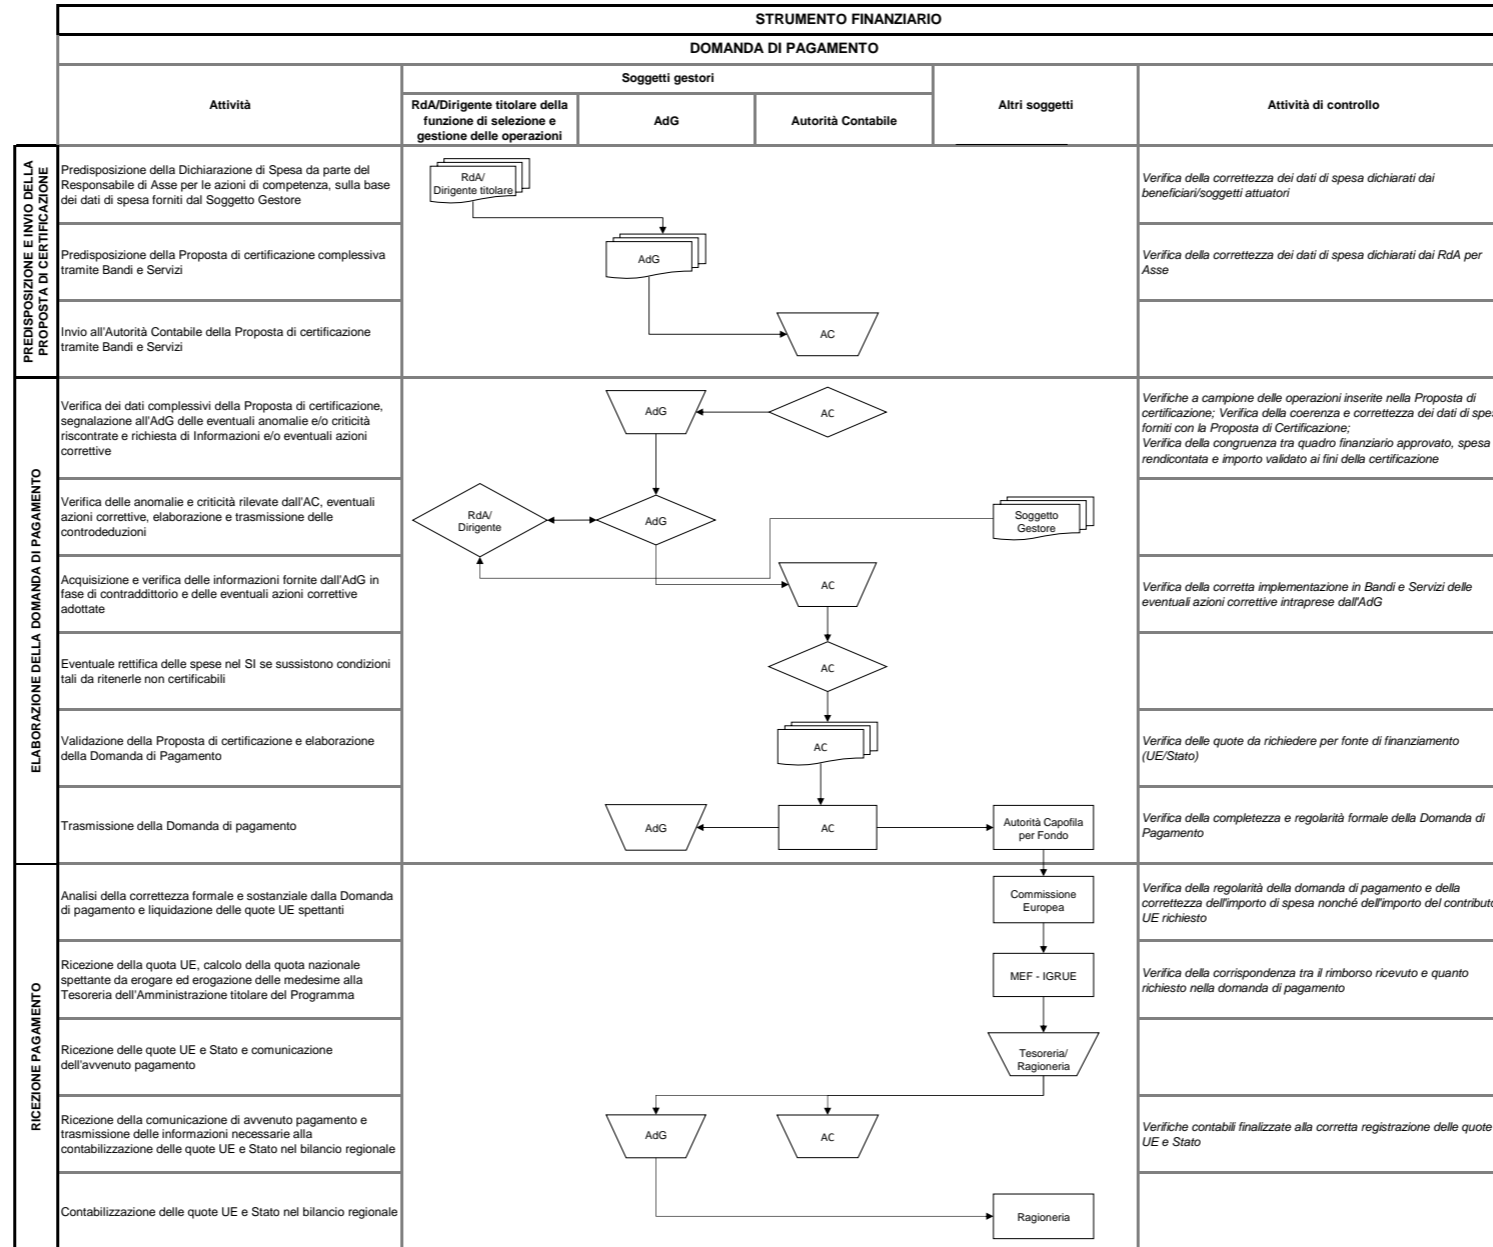 STRUMENTO FINANZIARIO
DOMANDA DI PAGAMENTO
Attività
Soggetti gestori
RdA/Dirigente titolare della
funzione di selezione e
gestione delle operazioni
AdG
Autorità Contabile
Altri soggetti
Attività di controllo
PREDISPOSIZIONE E INVIO DELLA
PROPOSTA DI CERTIFICAZIONE
Predisposizione della Dichiarazione di Spesa da parte del
Responsabile di Asse per le azioni di competenza, sulla base
dei dati di spesa forniti dal Soggetto Gestore
RdA/
Dirigente titolare
Verifica della correttezza dei dati di spesa dichiarati dai
beneficiari/soggetti attuatori
Predisposizione della Proposta di certificazione complessiva
tramite Bandi e Servizi
AdG
Verifica della correttezza dei dati di spesa dichiarati dai RdA per
Asse
Invio all'Autorità Contabile della Proposta di certificazione
tramite Bandi e Servizi
AC
ELABORAZIONE DELLA DOMANDA DI PAGAMENTO
Verifica dei dati complessivi della Proposta di certificazione,
segnalazione all'AdG delle eventuali anomalie e/o criticità
riscontrate e richiesta di Informazioni e/o eventuali azioni
correttive
AdG
AC
Verifiche a campione delle operazioni inserite nella Proposta di
certificazione; Verifica della coerenza e correttezza dei dati di spes
forniti con la Proposta di Certificazione;
Verifica della congruenza tra quadro finanziario approvato, spesa
rendicontata e importo validato ai fini della certificazione
Verifica delle anomalie e criticità rilevate dall'AC, eventuali
azioni correttive, elaborazione e trasmissione delle
controdeduzioni
RdA/
Dirigente
AdG
Soggetto
Gestore
Acquisizione e verifica delle informazioni fornite dall'AdG in
fase di contraddittorio e delle eventuali azioni correttive
adottate
AC
Verifica della corretta implementazione in Bandi e Servizi delle
eventuali azioni correttive intraprese dall'AdG
Eventuale rettifica delle spese nel SI se sussistono condizioni
tali da ritenerle non certificabili
AC
Validazione della Proposta di certificazione e elaborazione
della Domanda di Pagamento
AC
Verifica delle quote da richiedere per fonte di finanziamento
(UE/Stato)
Trasmissione della Domanda di pagamento
AdG
AC
Autorità Capofila
per Fondo
Verifica della completezza e regolarità formale della Domanda di
Pagamento
RICEZIONE PAGAMENTO
Analisi della correttezza formale e sostanziale dalla Domanda
di pagamento e liquidazione delle quote UE spettanti
Commissione
Europea
Verifica della regolarità della domanda di pagamento e della
correttezza dell'importo di spesa nonché dell'importo del contributo
UE richiesto
Ricezione della quota UE, calcolo della quota nazionale
spettante da erogare ed erogazione delle medesime alla
Tesoreria dell'Amministrazione titolare del Programma
MEF - IGRUE
Verifica della corrispondenza tra il rimborso ricevuto e quanto
richiesto nella domanda di pagamento
Ricezione delle quote UE e Stato e comunicazione
dell'avvenuto pagamento
Tesoreria/
Ragioneria
Ricezione della comunicazione di avvenuto pagamento e
trasmissione delle informazioni necessarie alla
contabilizzazione delle quote UE e Stato nel bilancio regionale
AdG
AC
Verifiche contabili finalizzate alla corretta registrazione delle quote
UE e Stato
Contabilizzazione delle quote UE e Stato nel bilancio regionale
Ragioneria